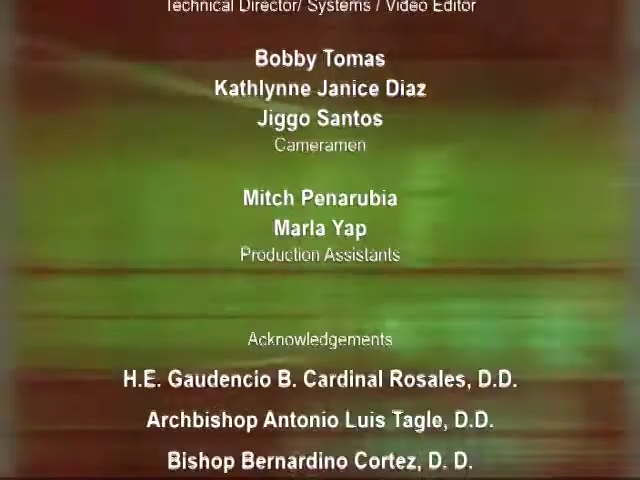 Technical Director/ Systems / Video Editor
Bobby Tomas
Kathlynne Janice Diaz
Jiggo Santos
Cameramen
Mitch Penarubia
Marla Yap
Production Assistants
Acknowledgements
H.E. Gaudencio B. Cardinal Rosales, D.D.
Archbishop Antonio Luis Tagle, D.D.
Bishop Bernardino Cortez, D. D.